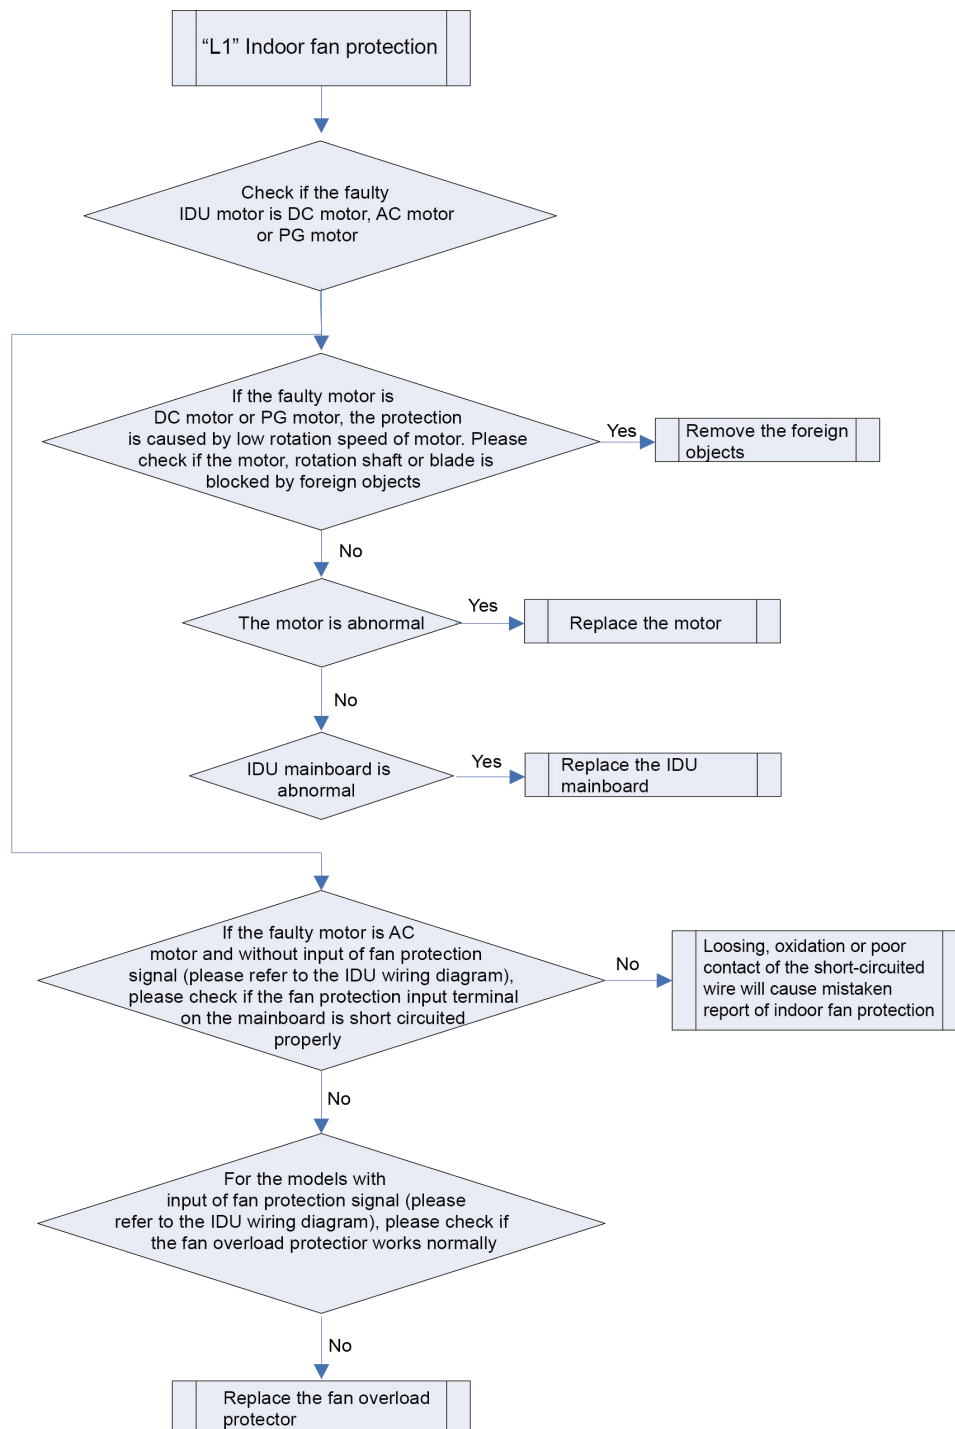 “L1” Indoor fan protection
Check if the faulty
IDU motor is DC motor, AC motor
or PG motor
If the faulty motor is
DC motor or PG motor, the protection
is caused by low rotation speed of motor. Please
check if the motor, rotation shaft or blade is
blocked by foreign objects
Yes
Remove the foreign
objects
No
The motor is abnormal
Yes
Replace the motor
No
IDU mainboard is
abnormal
Yes
Replace the IDU
mainboard
If the faulty motor is AC
motor and without input of fan protection
signal (please refer to the IDU wiring diagram),
please check if the fan protection input terminal
on the mainboard is short circuited
properly
No
Loosing, oxidation or poor
contact of the short-circuited
wire will cause mistaken
report of indoor fan protection
No
For the models with
input of fan protection signal (please
refer to the IDU wiring diagram), please check if
the fan overload protectior works normally
No
Replace the fan overload
protector